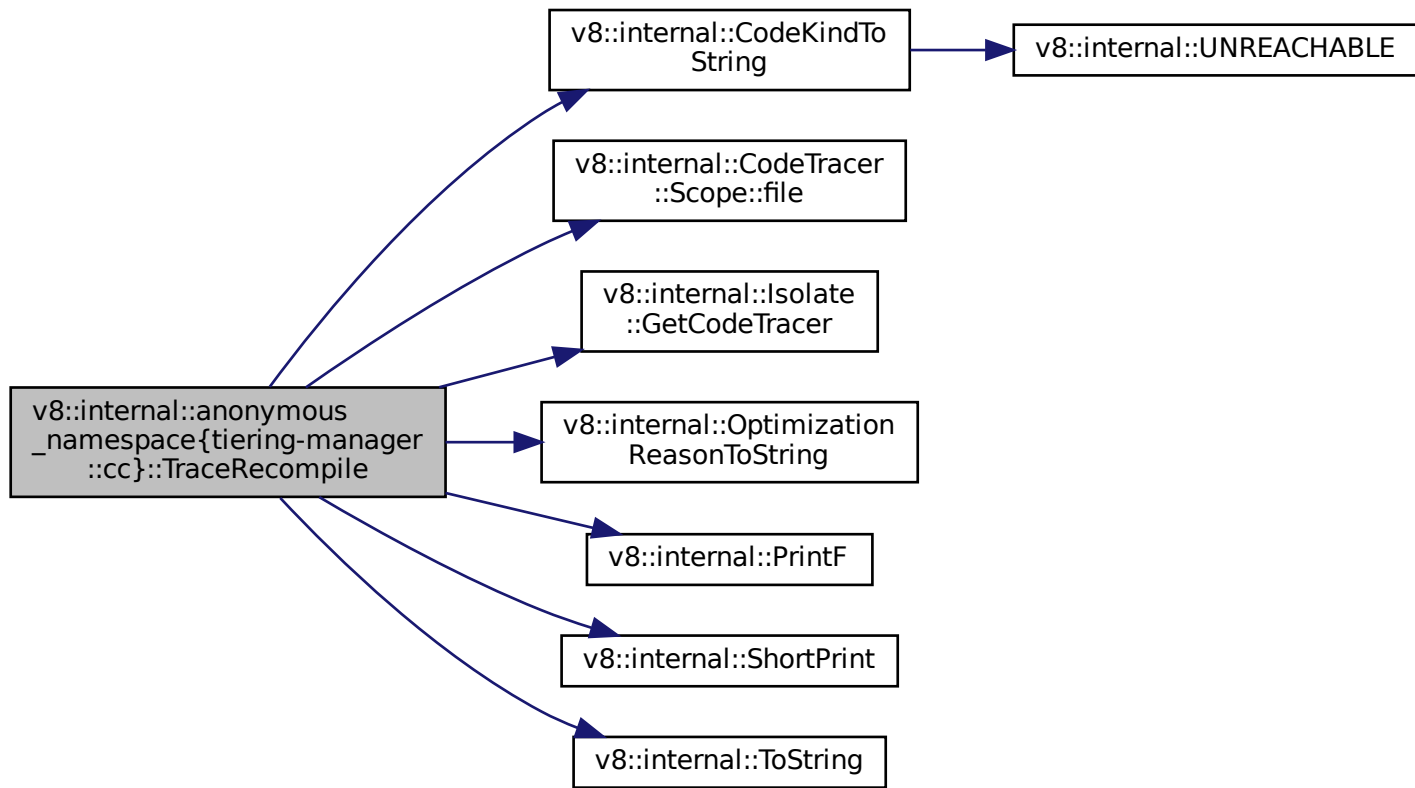 v8::internal::CodeKindTo
String
v8::internal::UNREACHABLE
v8::internal::CodeTracer
::Scope::file
v8::internal::Isolate
::GetCodeTracer
v8::internal::anonymous
_namespace{tiering-manager
::cc}::TraceRecompile
v8::internal::Optimization
ReasonToString
v8::internal::PrintF
v8::internal::ShortPrint
v8::internal::ToString